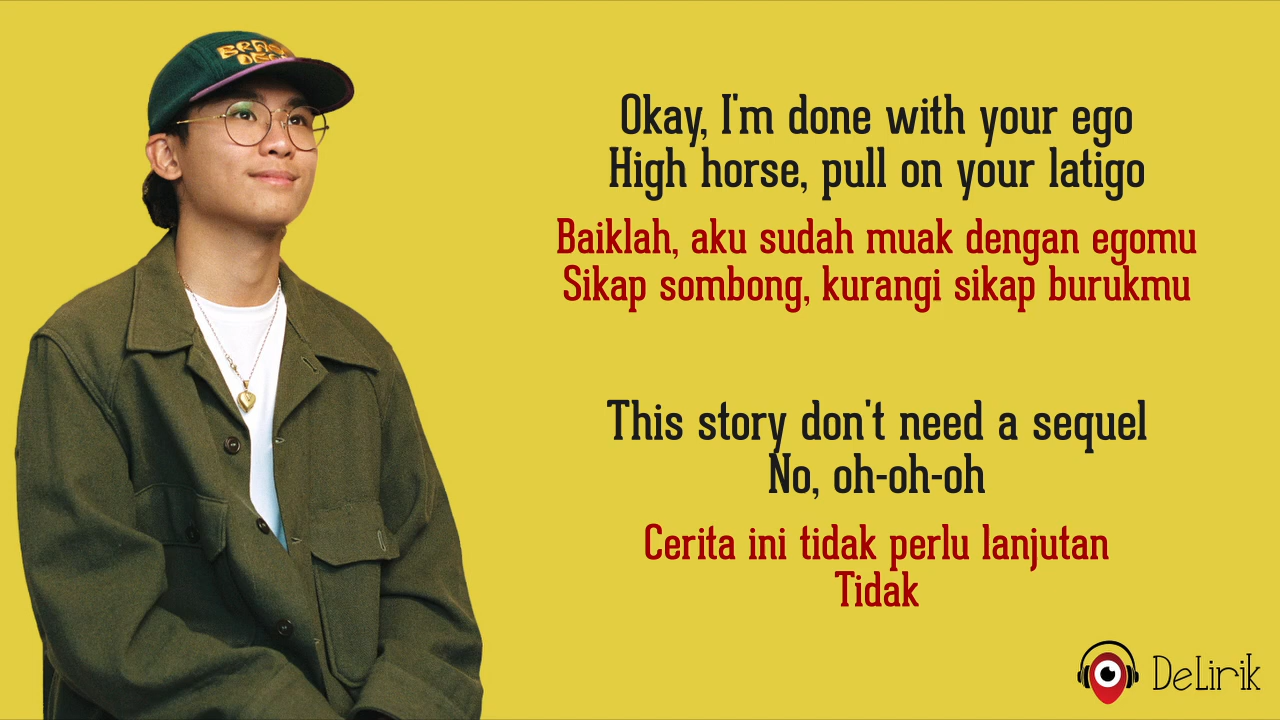 Okay, I'm done with your ego
High horse, pull on your latigo
Baiklah, aku sudah muak dengan egomu
Sikap sombong, kurangi sikap burukmu
This story don't need a sequel
No, oh-oh-oh
Cerita ini tidak perlu lanjutan
Tidak
DeLirik